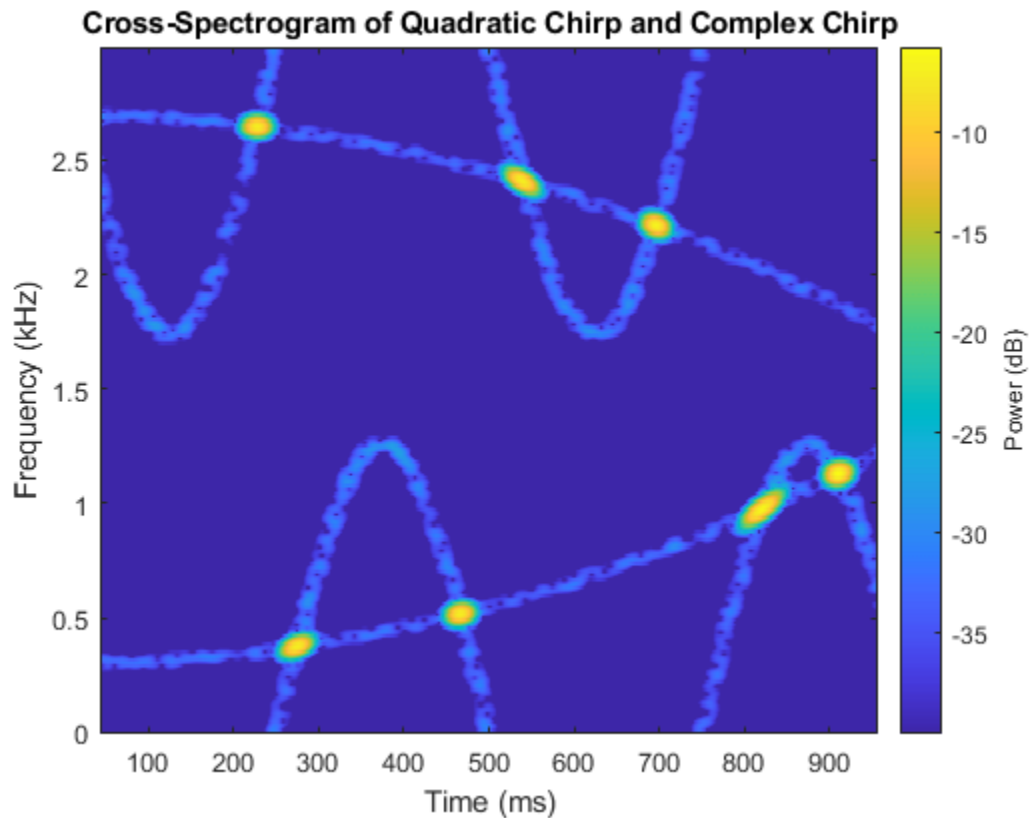 Cross-Spectrogram of Quadratic Chirp and Complex Chirp
Frequency (kHz)
2.5
2
1.5
1
0.5
0
100 200 300 400 500 600 700 800 900
Time (ms)
-10
-15
-20
-25
-30
-35
Power (dB)